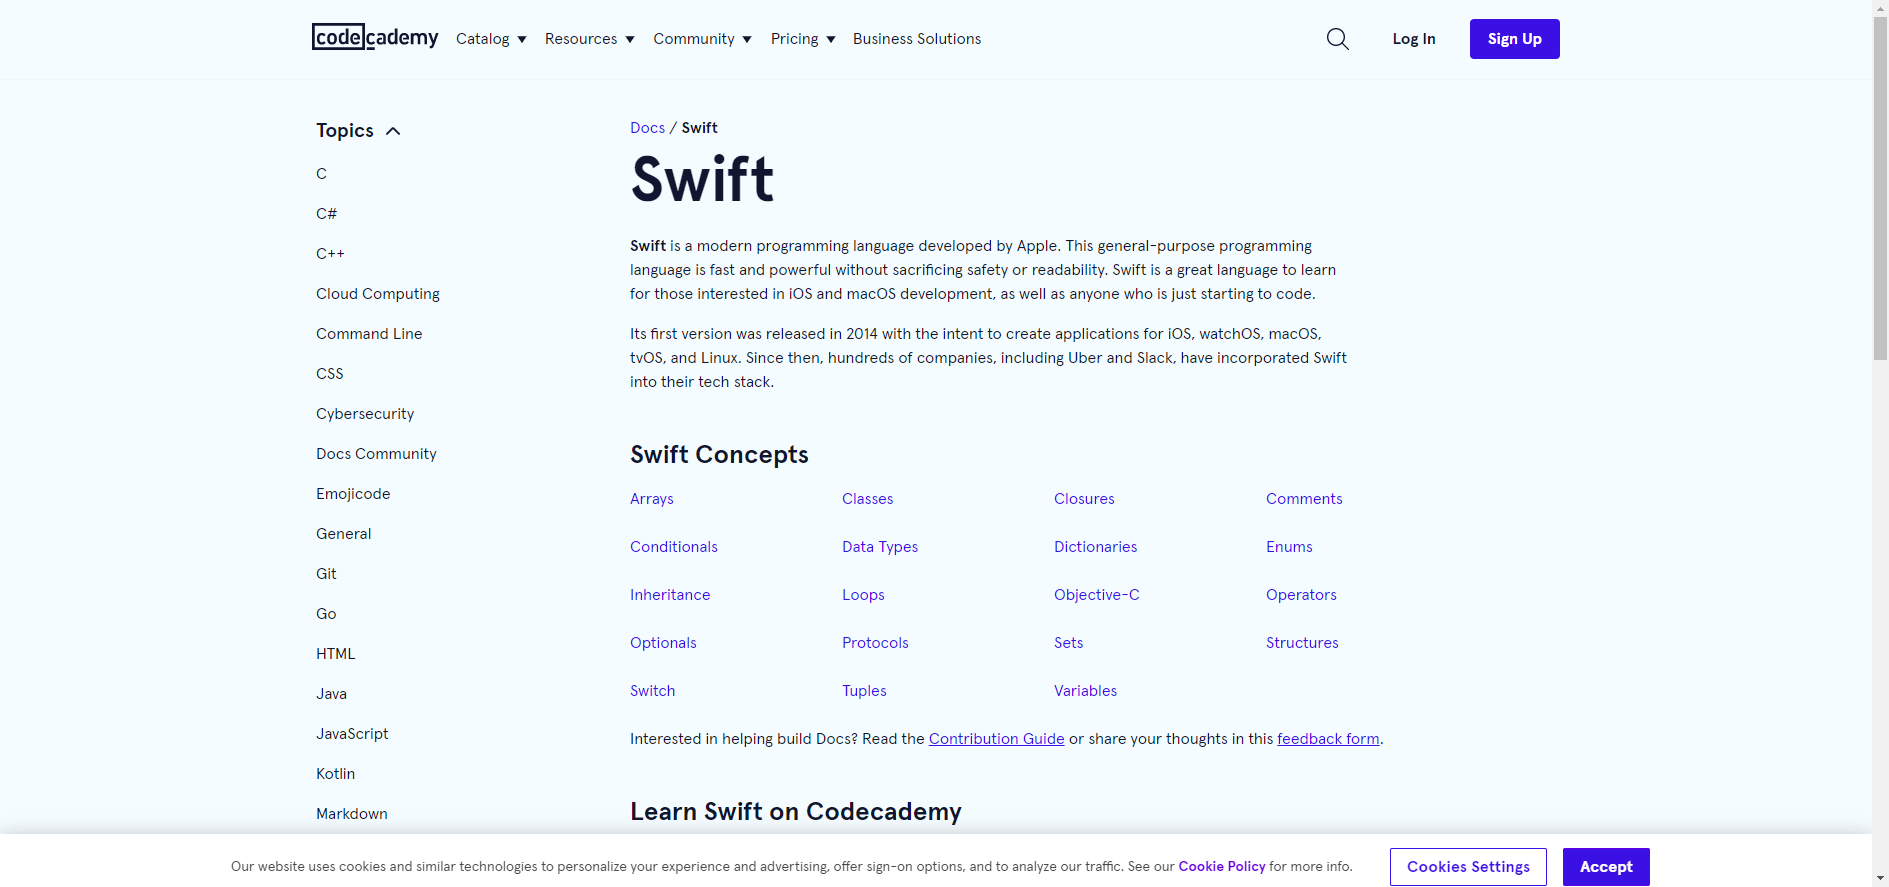 codecademy Catalog Resources Community Pricing Business Solutions Log In Sign Up
Topics
C
C#
C++
Cloud Computing
Command Line
CSS
Cybersecurity
Docs Community
Emojicode
General
Git
Go
HTML
Java
JavaScript
Kotlin
Markdown
Docs / Swift
Swift
Swift is a modern programming language developed by Apple. This general-purpose programming
language is fast and powerful without sacrificing safety or readability. Swift is a great language to learn
for those interested in iOS and macOS development, as well as anyone who is just starting to code.
Its first version was released in 2014 with the intent to create applications for iOS, watchOS, macOS,
tvOS, and Linux. Since then, hundreds of companies, including Uber and Slack, have incorporated Swift
into their tech stack.
Swift Concepts
Arrays Classes Closures Comments
Conditionals Data Types Dictionaries Enums
Inheritance Loops Objective-C Operators
Optionals Protocols Sets Structures
Switch Tuples Variables
Interested in helping build Docs? Read the Contribution Guide or share your thoughts in this feedback form.
Learn Swift on Codecademy
Our website uses cookies and similar technologies to personalize your experience and advertising, offer sign-on options, and to analyze our traffic. See our Cookie Policy for more info. Cookies Settings Accept